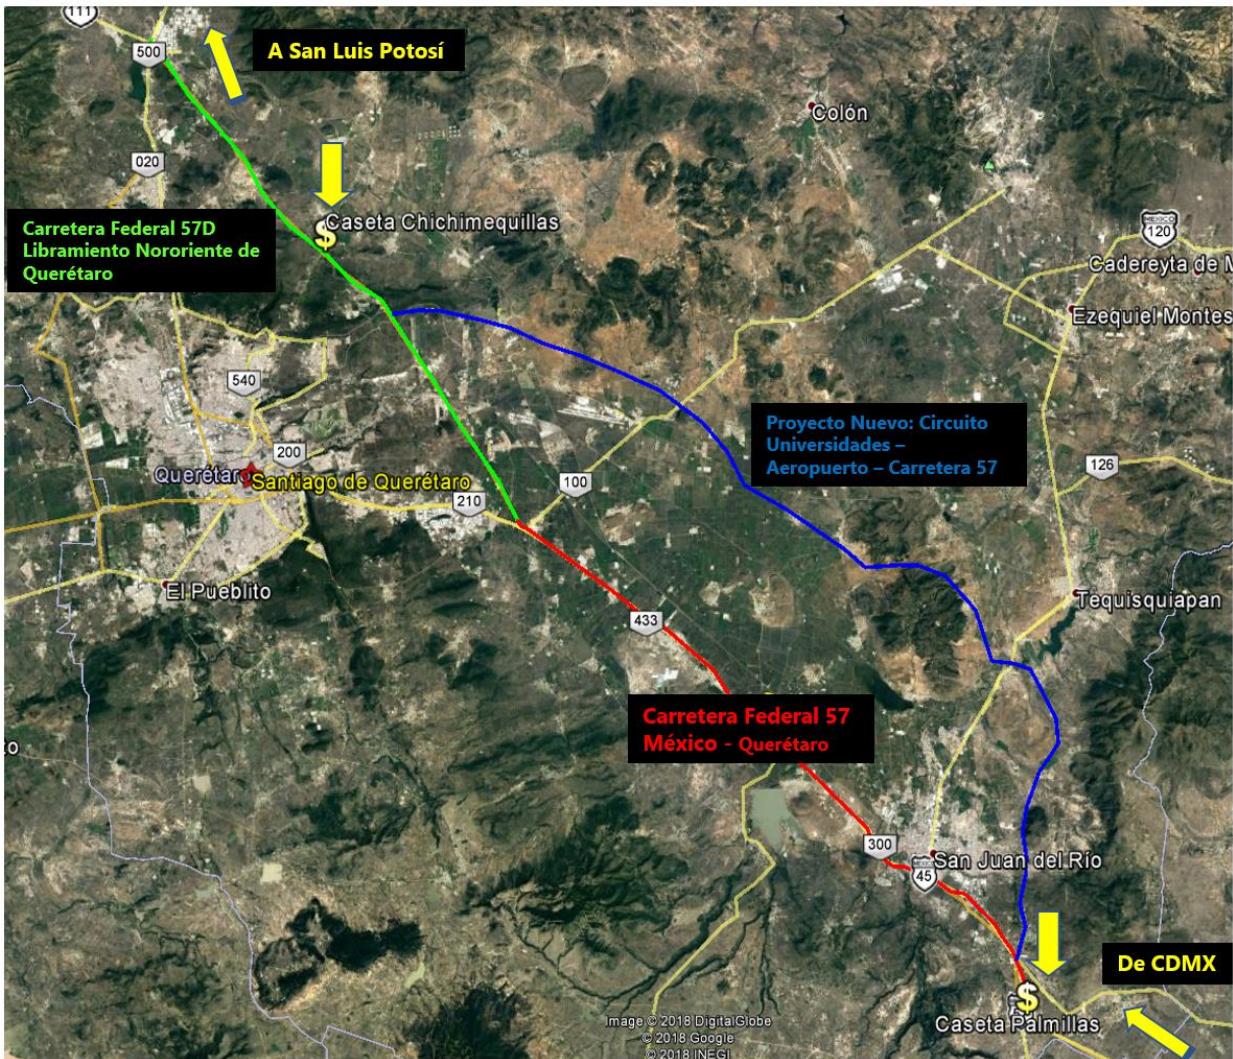 111
500
A San Luis Potosí
Colón
020
$
Caseta Chichimequillas
Carretera Federal 57D
Libramiento Nororiente de
Querétaro
MEXICO
120
Cadereyta de M
Ezequiel Montes
540
Proyecto Nuevo: Circuito
Universidades –
Aeropuerto – Carretera 57
200
Querétaro
Santiago de Querétaro
126
100
210
El Pueblito
Tequisquiapan
433
Carretera Federal 57
México - Querétaro
zo
300
San Juan del Río
45
De CDMX
$
Caseta Palmillas
Image © 2018 DigitalGlobe
© 2018 Google
© 2018 INEGI